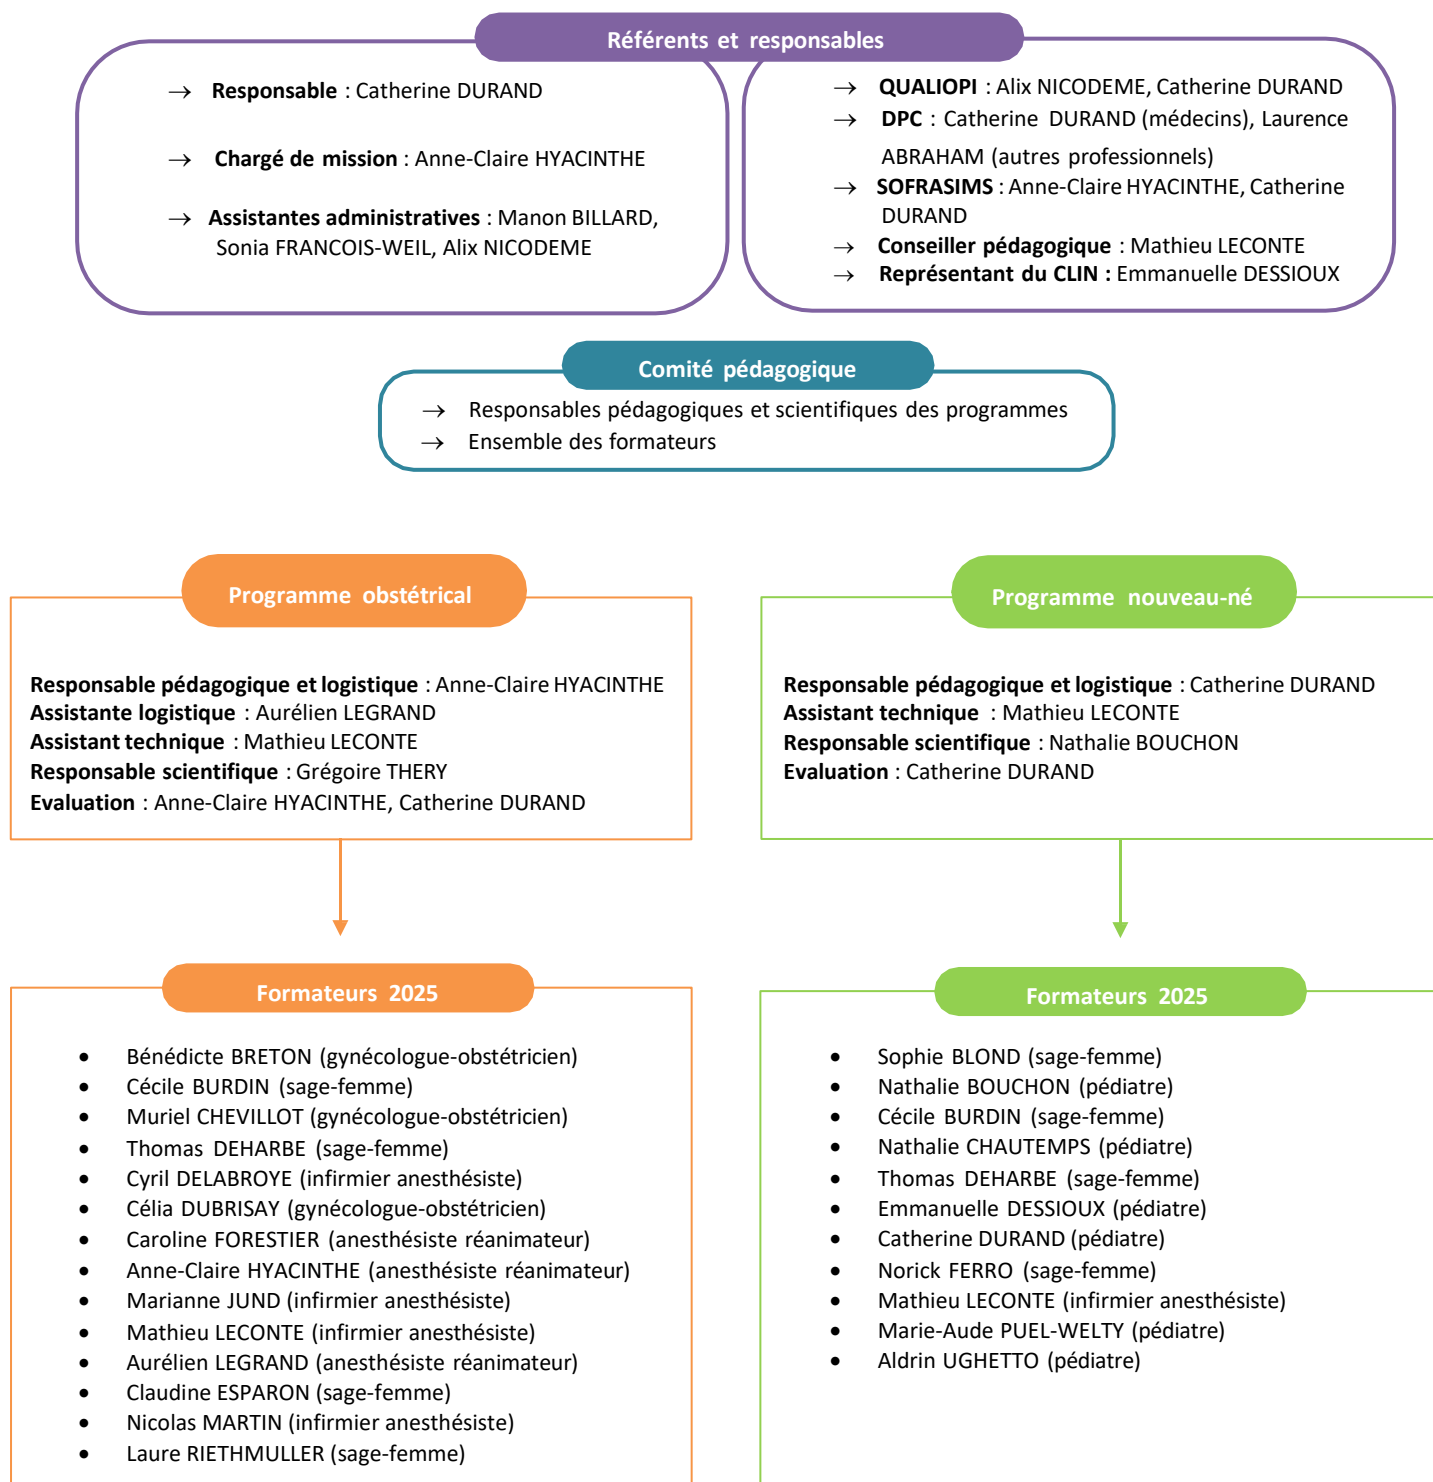 Référents et responsables
→ Responsable : Catherine DURAND
→ Chargé de mission : Anne-Claire HYACINTHE
→ Assistantes administratives : Manon BILLARD,
Sonia FRANCOIS-WEIL, Alix NICODEME
→ QUALIOPI : Alix NICODEME, Catherine DURAND
→ DPC : Catherine DURAND (médecins), Laurence
ABRAHAM (autres professionnels)
→ SOFRASIMS : Anne-Claire HYACINTHE, Catherine
DURAND
→ Conseiller pédagogique : Mathieu LECONTE
→ Représentant du CLIN : Emmanuelle DESSIOUX
Comité pédagogique
→ Responsables pédagogiques et scientifiques des programmes
→ Ensemble des formateurs
Programme obstétrical
Responsable pédagogique et logistique : Anne-Claire HYACINTHE
Assistante logistique : Aurélien LEGRAND
Assistant technique : Mathieu LECONTE
Responsable scientifique : Grégoire THERY
Evaluation : Anne-Claire HYACINTHE, Catherine DURAND
Programme nouveau-né
Responsable pédagogique et logistique : Catherine DURAND
Assistant technique : Mathieu LECONTE
Responsable scientifique : Nathalie BOUCHON
Evaluation : Catherine DURAND
Formateurs 2025
• Bénédicte BRETON (gynécologue-obstétricien)
• Cécile BURDIN (sage-femme)
• Muriel CHEVILLOT (gynécologue-obstétricien)
• Thomas DEHARBE (sage-femme)
• Cyril DELABROYE (infirmier anesthésiste)
• Célia DUBRISAY (gynécologue-obstétricien)
• Caroline FORESTIER (anesthésiste réanimateur)
• Anne-Claire HYACINTHE (anesthésiste réanimateur)
• Marianne JUND (infirmier anesthésiste)
• Mathieu LECONTE (infirmier anesthésiste)
• Aurélien LEGRAND (anesthésiste réanimateur)
• Claudine ESPARON (sage-femme)
• Nicolas MARTIN (infirmier anesthésiste)
• Laure RIETHMULLER (sage-femme)
Formateurs 2025
• Sophie BLOND (sage-femme)
• Nathalie BOUCHON (pédiatre)
• Cécile BURDIN (sage-femme)
• Nathalie CHAUTEMPS (pédiatre)
• Thomas DEHARBE (sage-femme)
• Emmanuelle DESSIOUX (pédiatre)
• Catherine DURAND (pédiatre)
• Norick FERRO (sage-femme)
• Mathieu LECONTE (infirmier anesthésiste)
• Marie-Aude PUEL-WELTY (pédiatre)
• Aldrin UGHETTO (pédiatre)